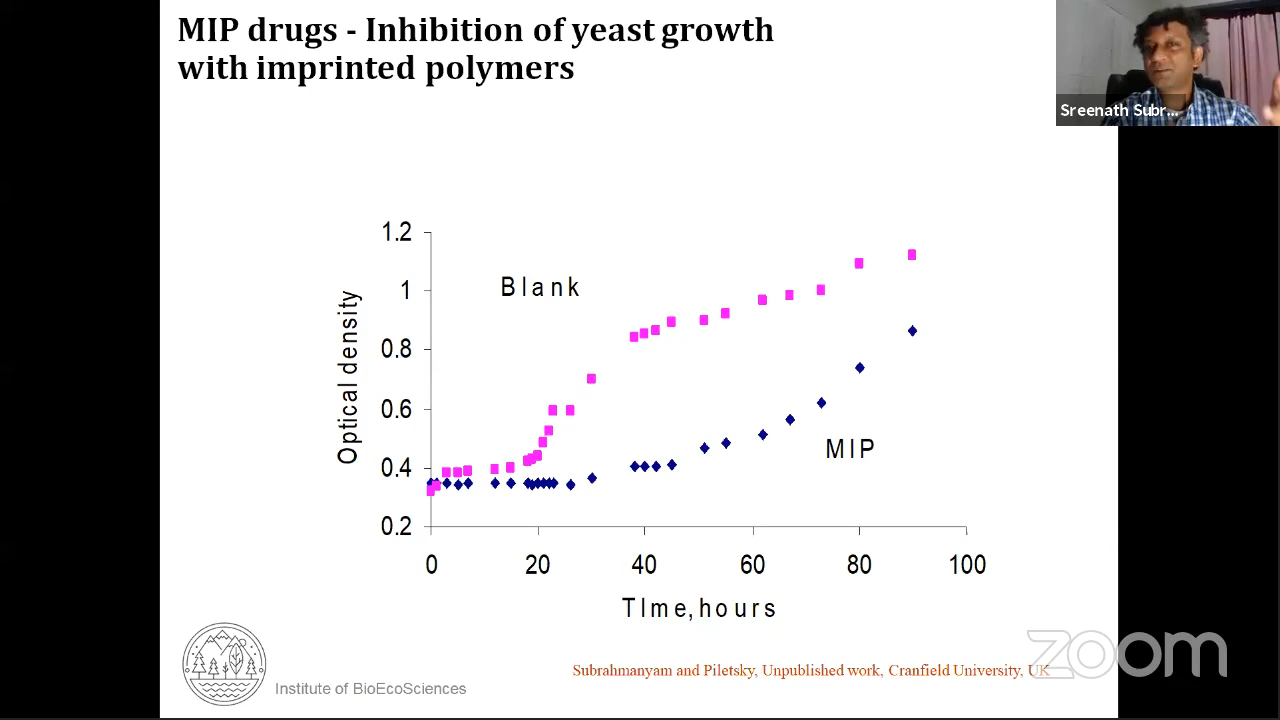 MIP drugs - Inhibition of yeast growth
with imprinted polymers
Sreenath Subr...
1.2
1
0.8
0.6
0.4
0.2
Optical density
Blank
MIP
0 20 40 60 80 100
TIme,hours
Institute of BioEcoSciences
Subrahmanyam and Piletsky, Unpublished work, Cranfield University, UK
zoom